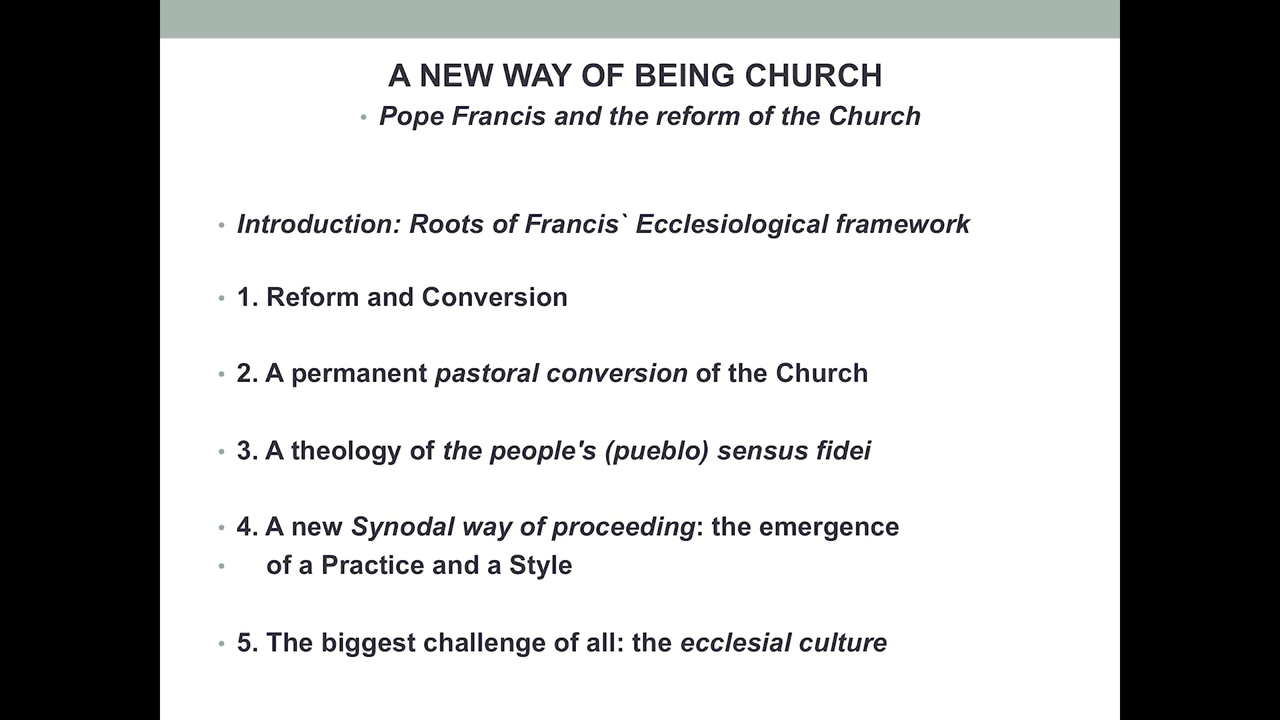 A NEW WAY OF BEING CHURCH
• Pope Francis and the reform of the Church
• Introduction: Roots of Francis` Ecclesiological framework
• 1. Reform and Conversion
• 2. A permanent pastoral conversion of the Church
• 3. A theology of the people's (pueblo) sensus fidei
• 4. A new Synodal way of proceeding: the emergence
• of a Practice and a Style
• 5. The biggest challenge of all: the ecclesial culture